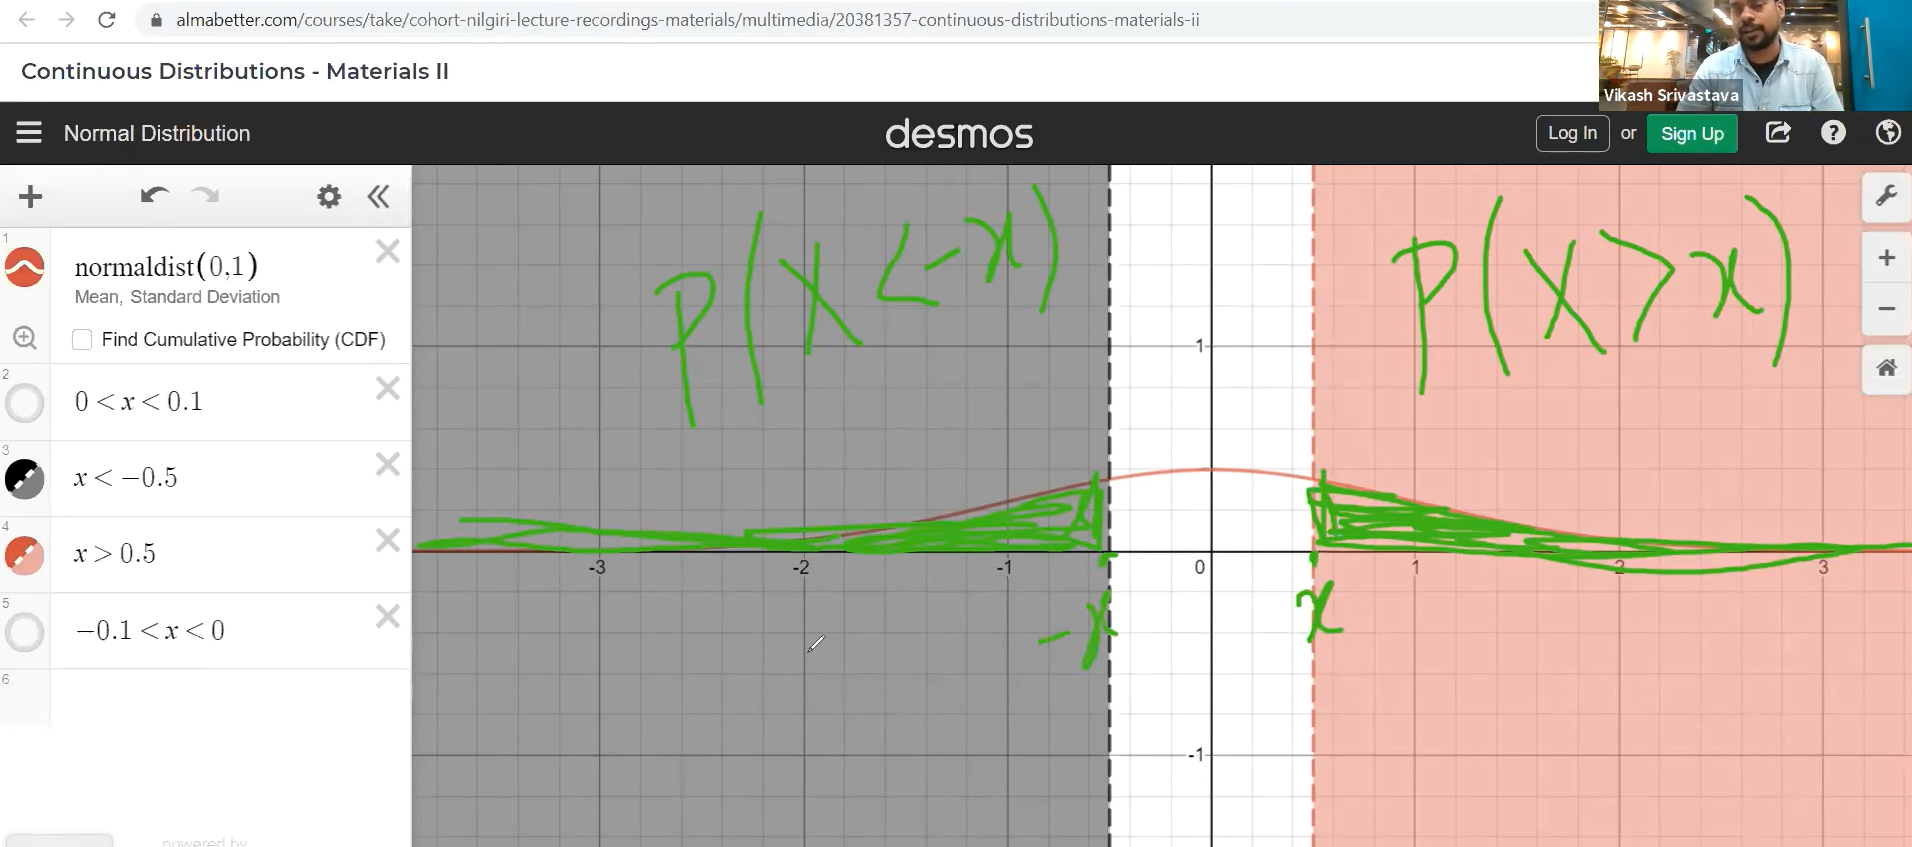 almabetter.com/courses/take/cohort-nilgiri-lecture-recordings-materials/multimedia/20381357-continuous-distributions-materials-ii
Continuous Distributions - Materials II
Vikash Srivastava
Normal Distribution
desmos
Log In or Sign Up
1
normaldist(0,1)
Mean, Standard Deviation
Find Cumulative Probability (CDF)
2
0 < x < 0.1
3
x < −0.5
4
x > 0.5
5
−0.1 < x < 0
6
powered by
P(X < -x)
P(X > x)
1
-3 -2 -1 0 1 2 3
-x
x
-1